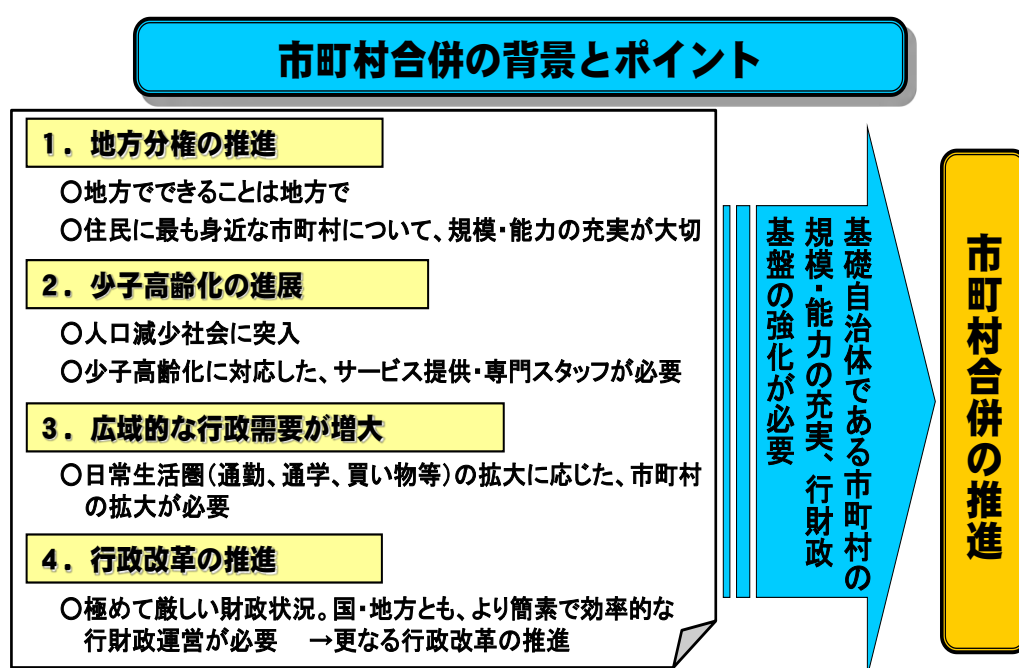 市町村合併の背景とポイント
１．地方分権の推進
○地方でできることは地方で
○住民に最も身近な市町村について、規模・能力の充実が大切
２．少子高齢化の進展
○人口減少社会に突入
○少子高齢化に対応した、サービス提供・専門スタッフが必要
３．広域的な行政需要が増大
○日常生活圏（通勤、通学、買い物等）の拡大に応じた、市町村
の拡大が必要
４．行政改革の推進
○極めて厳しい財政状況。国・地方とも、より簡素で効率的な
行財政運営が必要　→更なる行政改革の推進
基礎自治体である市町村の
規模・能力の充実、行財政
基盤の強化が必要
市町村合併の推進